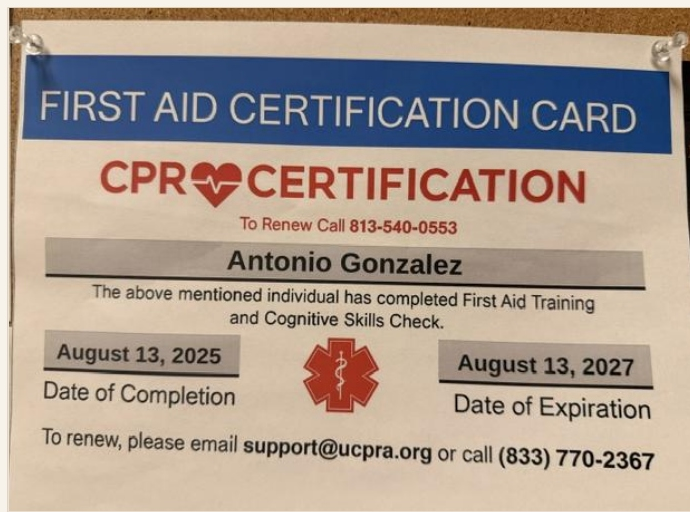 FIRST AID CERTIFICATION CARD
CPR CERTIFICATION
To Renew Call 813-540-0553
Antonio Gonzalez
The above mentioned individual has completed First Aid Training
and Cognitive Skills Check.
August 13, 2025
August 13, 2027
Date of Completion
Date of Expiration
To renew, please email support@ucpra.org or call (833) 770-2367